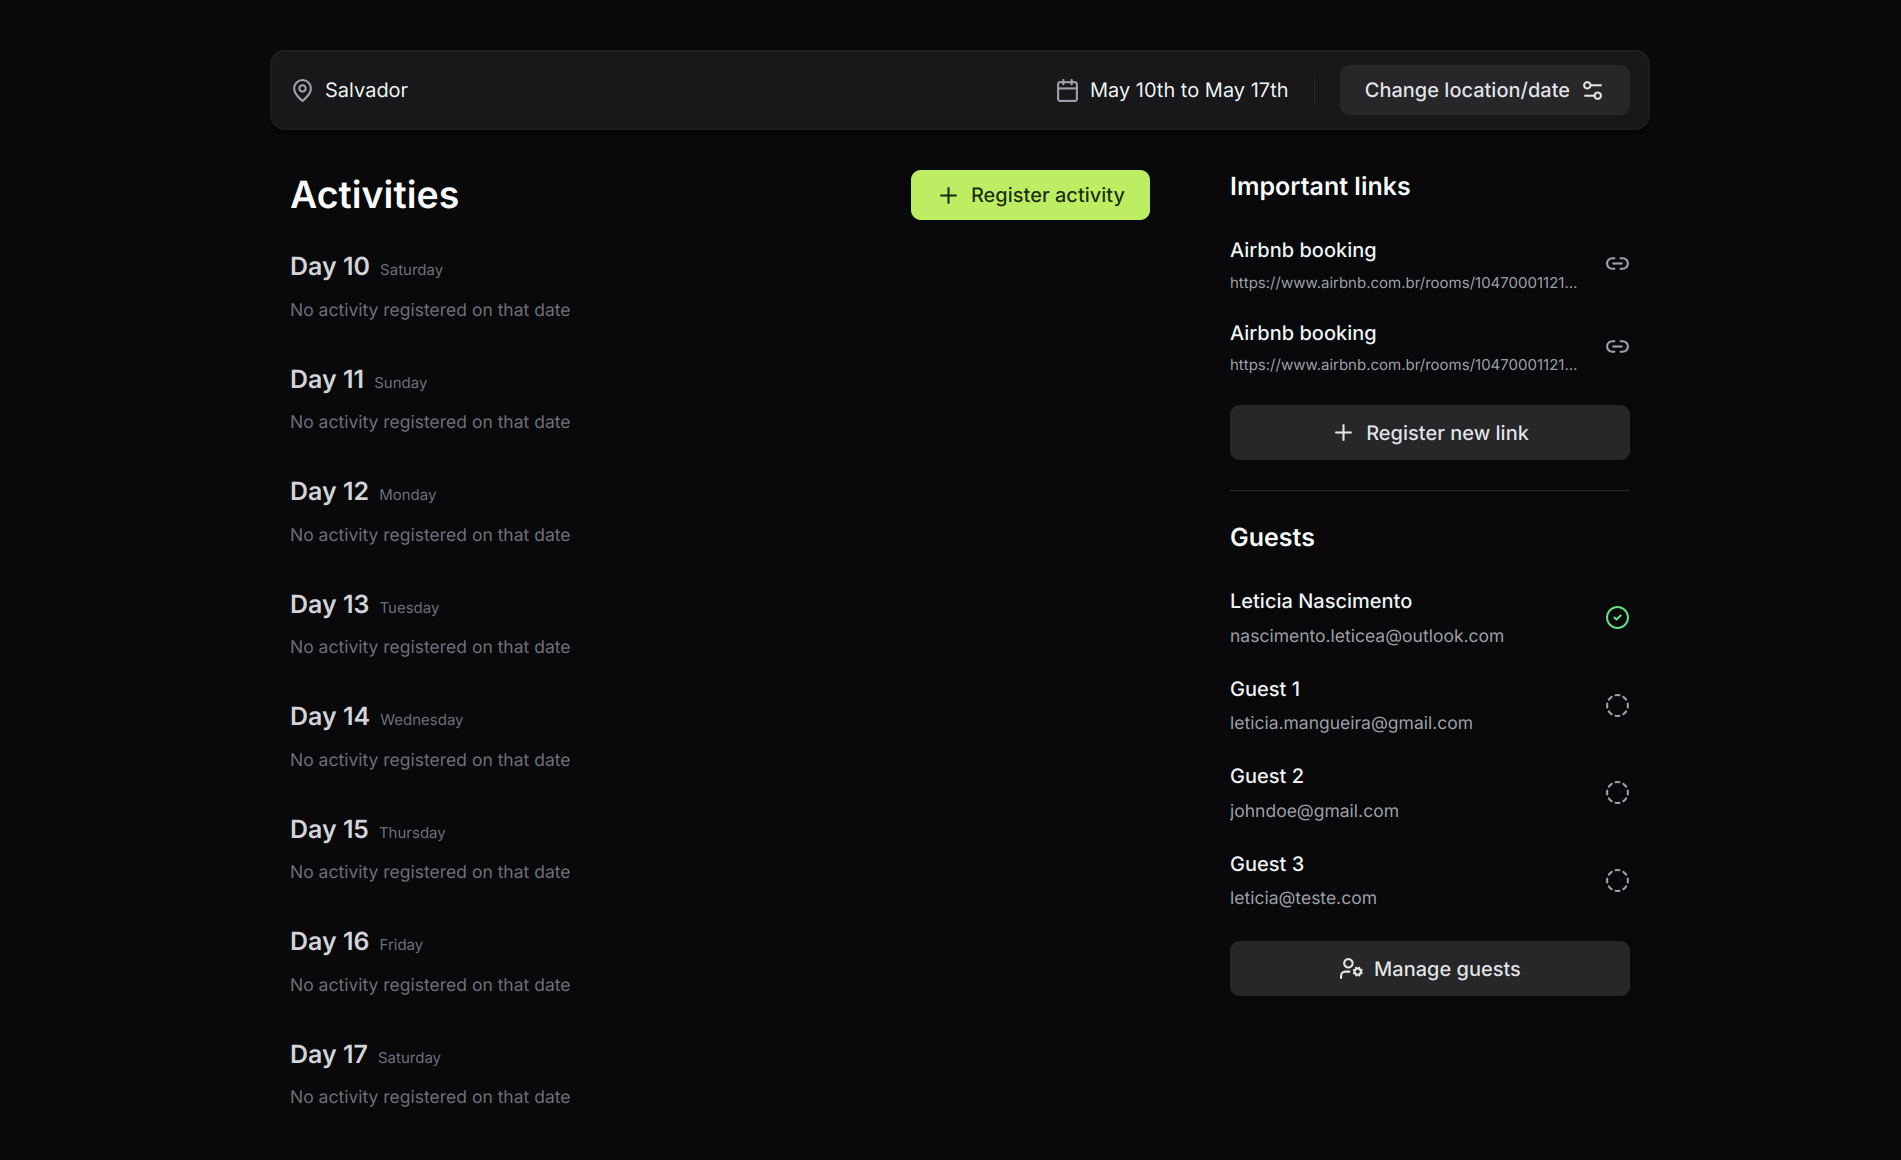 Salvador
May 10th to May 17th
Change location/date
Activities
Register activity
Day 10 Saturday
No activity registered on that date
Day 11 Sunday
No activity registered on that date
Day 12 Monday
No activity registered on that date
Day 13 Tuesday
No activity registered on that date
Day 14 Wednesday
No activity registered on that date
Day 15 Thursday
No activity registered on that date
Day 16 Friday
No activity registered on that date
Day 17 Saturday
No activity registered on that date
Important links
Airbnb booking
https://www.airbnb.com.br/rooms/10470001121...
Airbnb booking
https://www.airbnb.com.br/rooms/10470001121...
Register new link
Guests
Leticia Nascimento
nascimento.leticea@outlook.com
Guest 1
leticia.mangueira@gmail.com
Guest 2
johndoe@gmail.com
Guest 3
leticia@teste.com
Manage guests